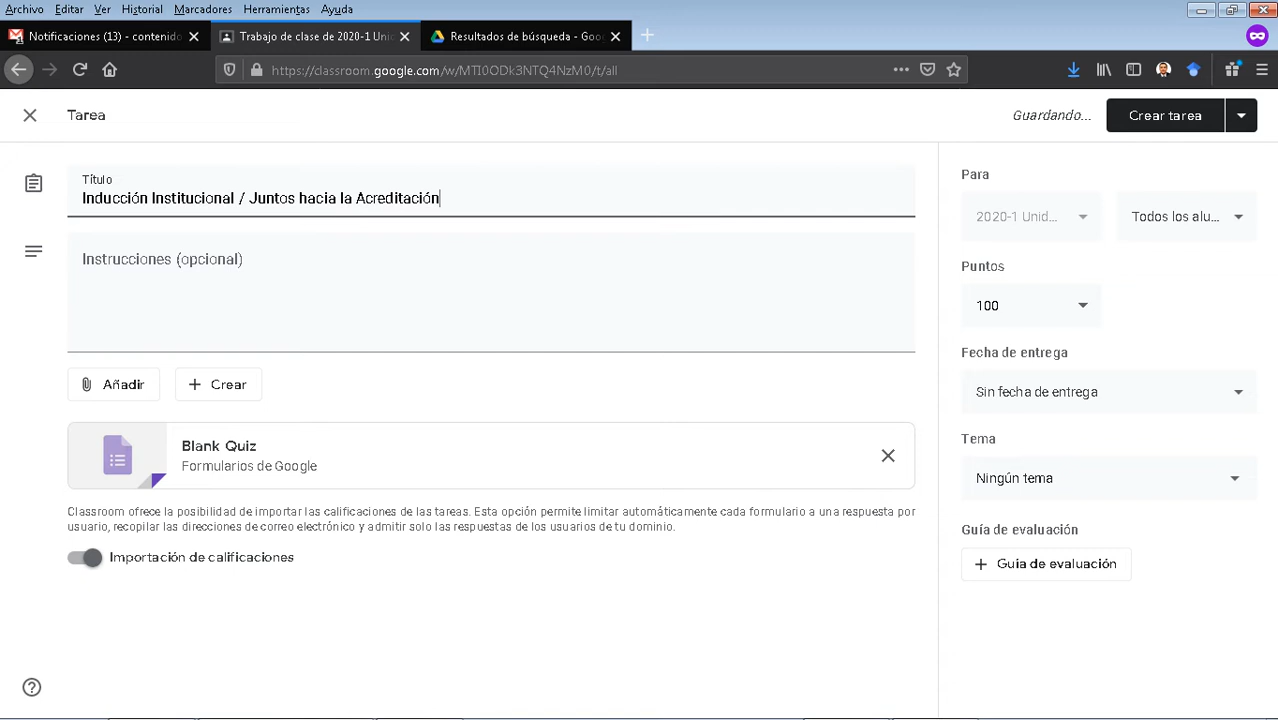 Archivo Editar Ver Historial Marcadores Herramientas Ayuda
Notificaciones (13) - contenido
Trabajo de clase de 2020-1 Uni
Resultados de búsqueda - Goo
https://classroom.google.com/w/MTI0ODk3NTQ4NzM0/t/all
Tarea
Guardando...
Crear tarea
Título
Inducción Institucional / Juntos hacia la Acreditación
Instrucciones (opcional)
Añadir
Crear
Blank Quiz
Formularios de Google
Classroom ofrece la posibilidad de importar las calificaciones de las tareas. Esta opción permite limitar automáticamente cada formulario a una respuesta por
usuario, recopilar las direcciones de correo electrónico y admitir solo las respuestas de los usuarios de tu dominio.
Importación de calificaciones
Para
2020-1 Unid...
Todos los alu...
Puntos
100
Fecha de entrega
Sin fecha de entrega
Tema
Ningún tema
Guía de evaluación
Guía de evaluación